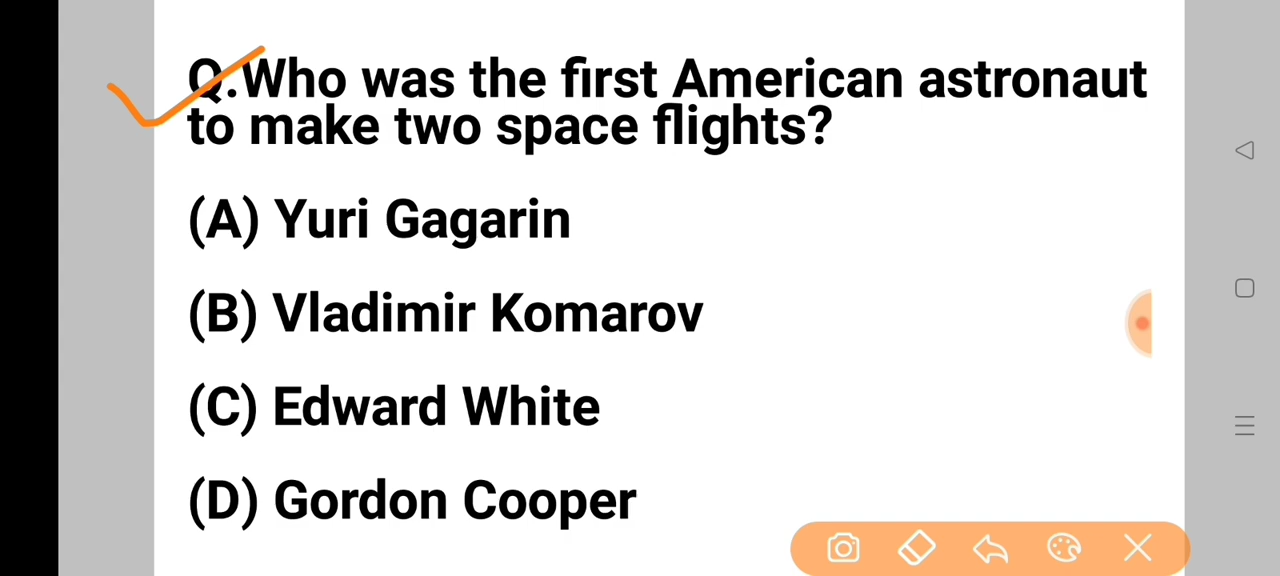 Q.Who was the first American astronaut
to make two space flights?
(A) Yuri Gagarin
(B) Vladimir Komarov
(C) Edward White
(D) Gordon Cooper